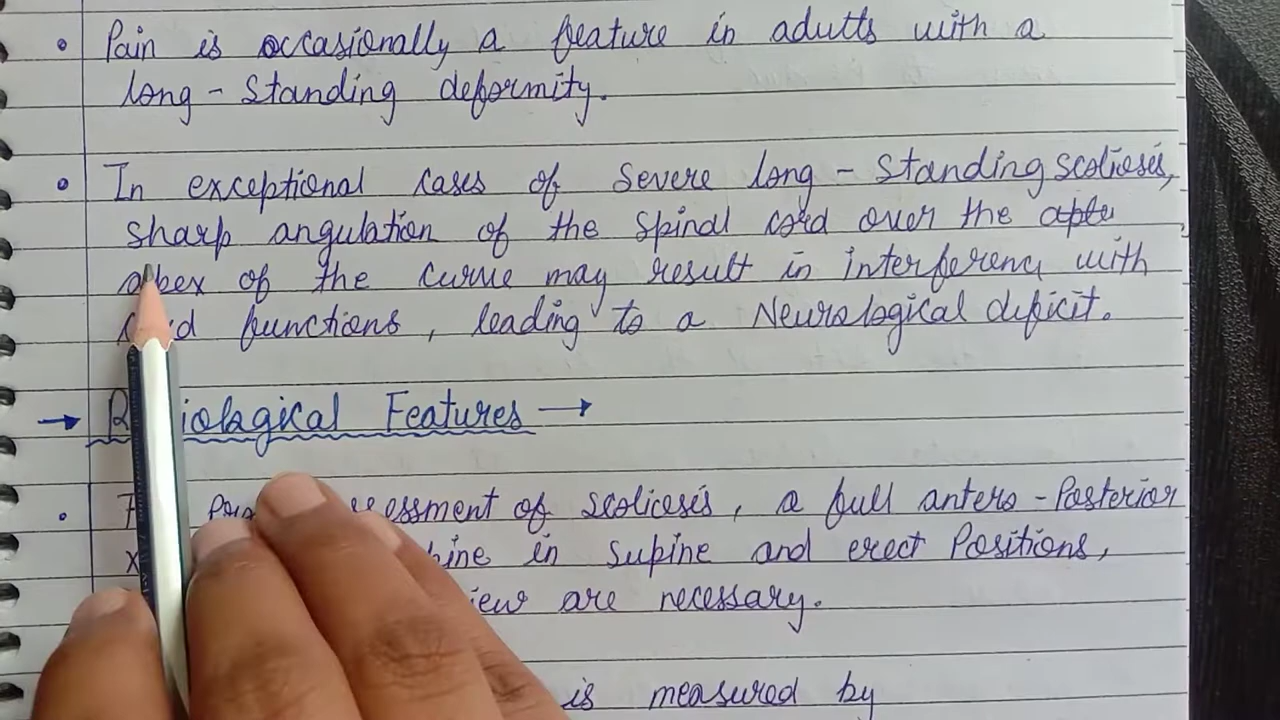 • Pain is occasionally a feature in adults with a
long - standing deformity.
• In exceptional cases of severe long - standing scoliosis,
sharp angulation of the spinal cord over the
apex of the curve may result in interference with
functions, leading to a Neurological deficit.
→ Features →
• of scoliosis, a full antero - Posterior
in supine and erect Positions,
are necessary.
is measured by